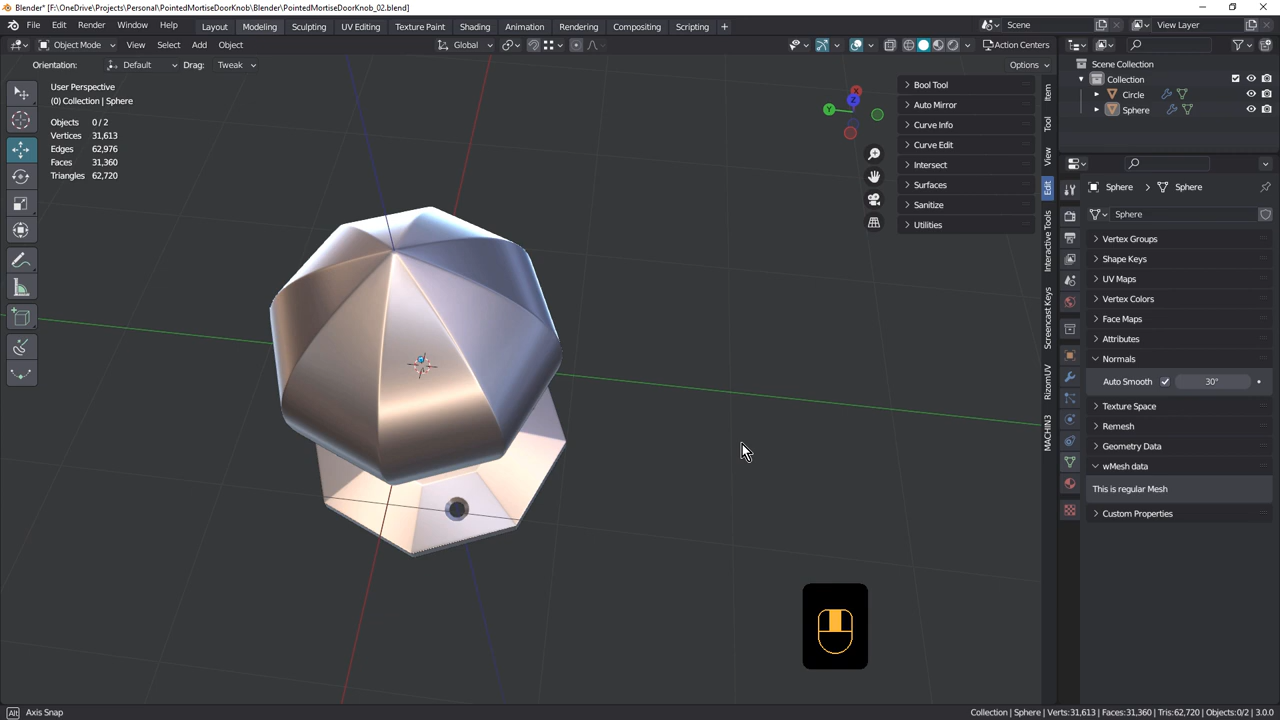 Blender* [F:\OneDrive\Projects\Personal\PointedMortiseDoorKnob\Blender\PointedMortiseDoorKnob_02.blend]
File Edit Render Window Help Layout Modeling Sculpting UV Editing Texture Paint Shading Animation Rendering Compositing Scripting + Scene View Layer
Object Mode View Select Add Object Global Action Centers
Orientation: Default Drag: Tweak Options
User Perspective
(0) Collection | Sphere
Objects 0/2
Vertices 31,613
Edges 62,976
Faces 31,360
Triangles 62,720
X
Y
Z
Bool Tool
Auto Mirror
Curve Info
Curve Edit
Intersect
Surfaces
Sanitize
Utilities
Item
Tool
View
Edit
Interactive Tools
Screencast Keys
RizomUV
MACHIN3
Scene Collection
Collection
Circle
Sphere
Sphere > Sphere
Sphere
Vertex Groups
Shape Keys
UV Maps
Vertex Colors
Face Maps
Attributes
Normals
Auto Smooth 30°
Texture Space
Remesh
Geometry Data
wMesh data
This is regular Mesh
Custom Properties
Alt Axis Snap
Collection | Sphere | Verts:31,613 | Faces:31,360 | Tris:62,720 | Objects:0/2 | 3.0.0